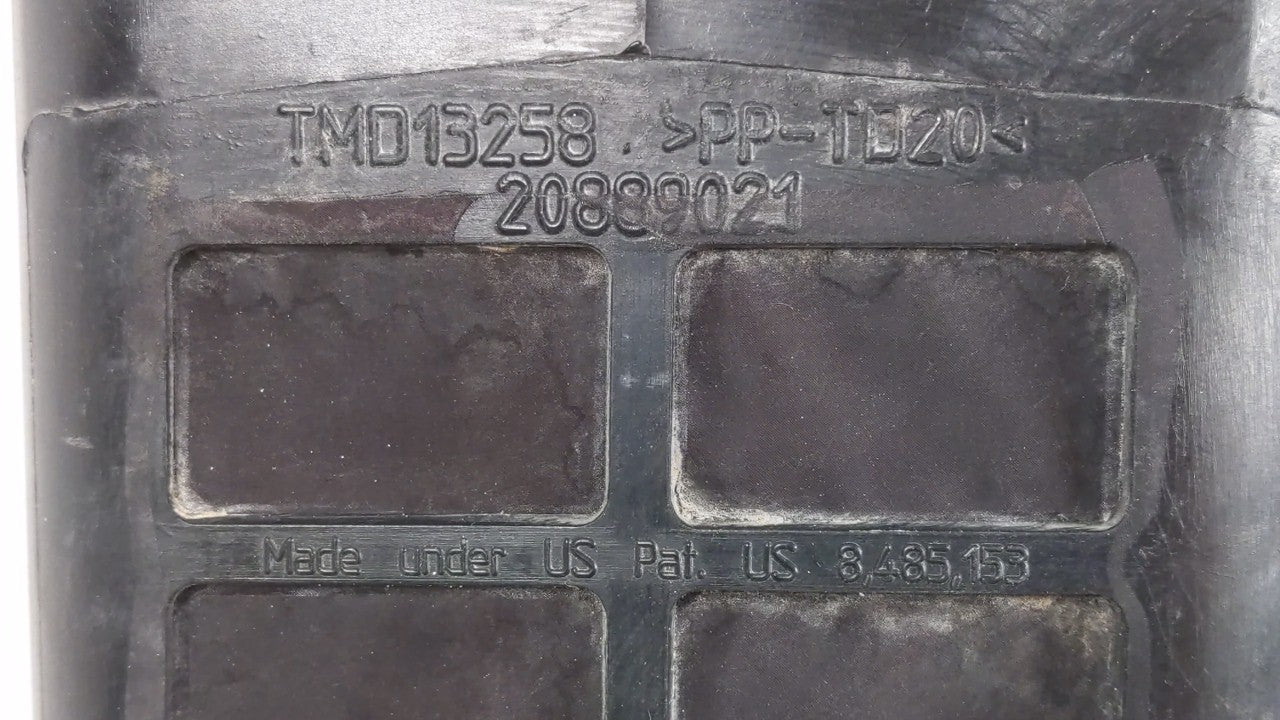 TMD13258. >PP-TD20<
20889021
Made under US Pat. US 8,485,153